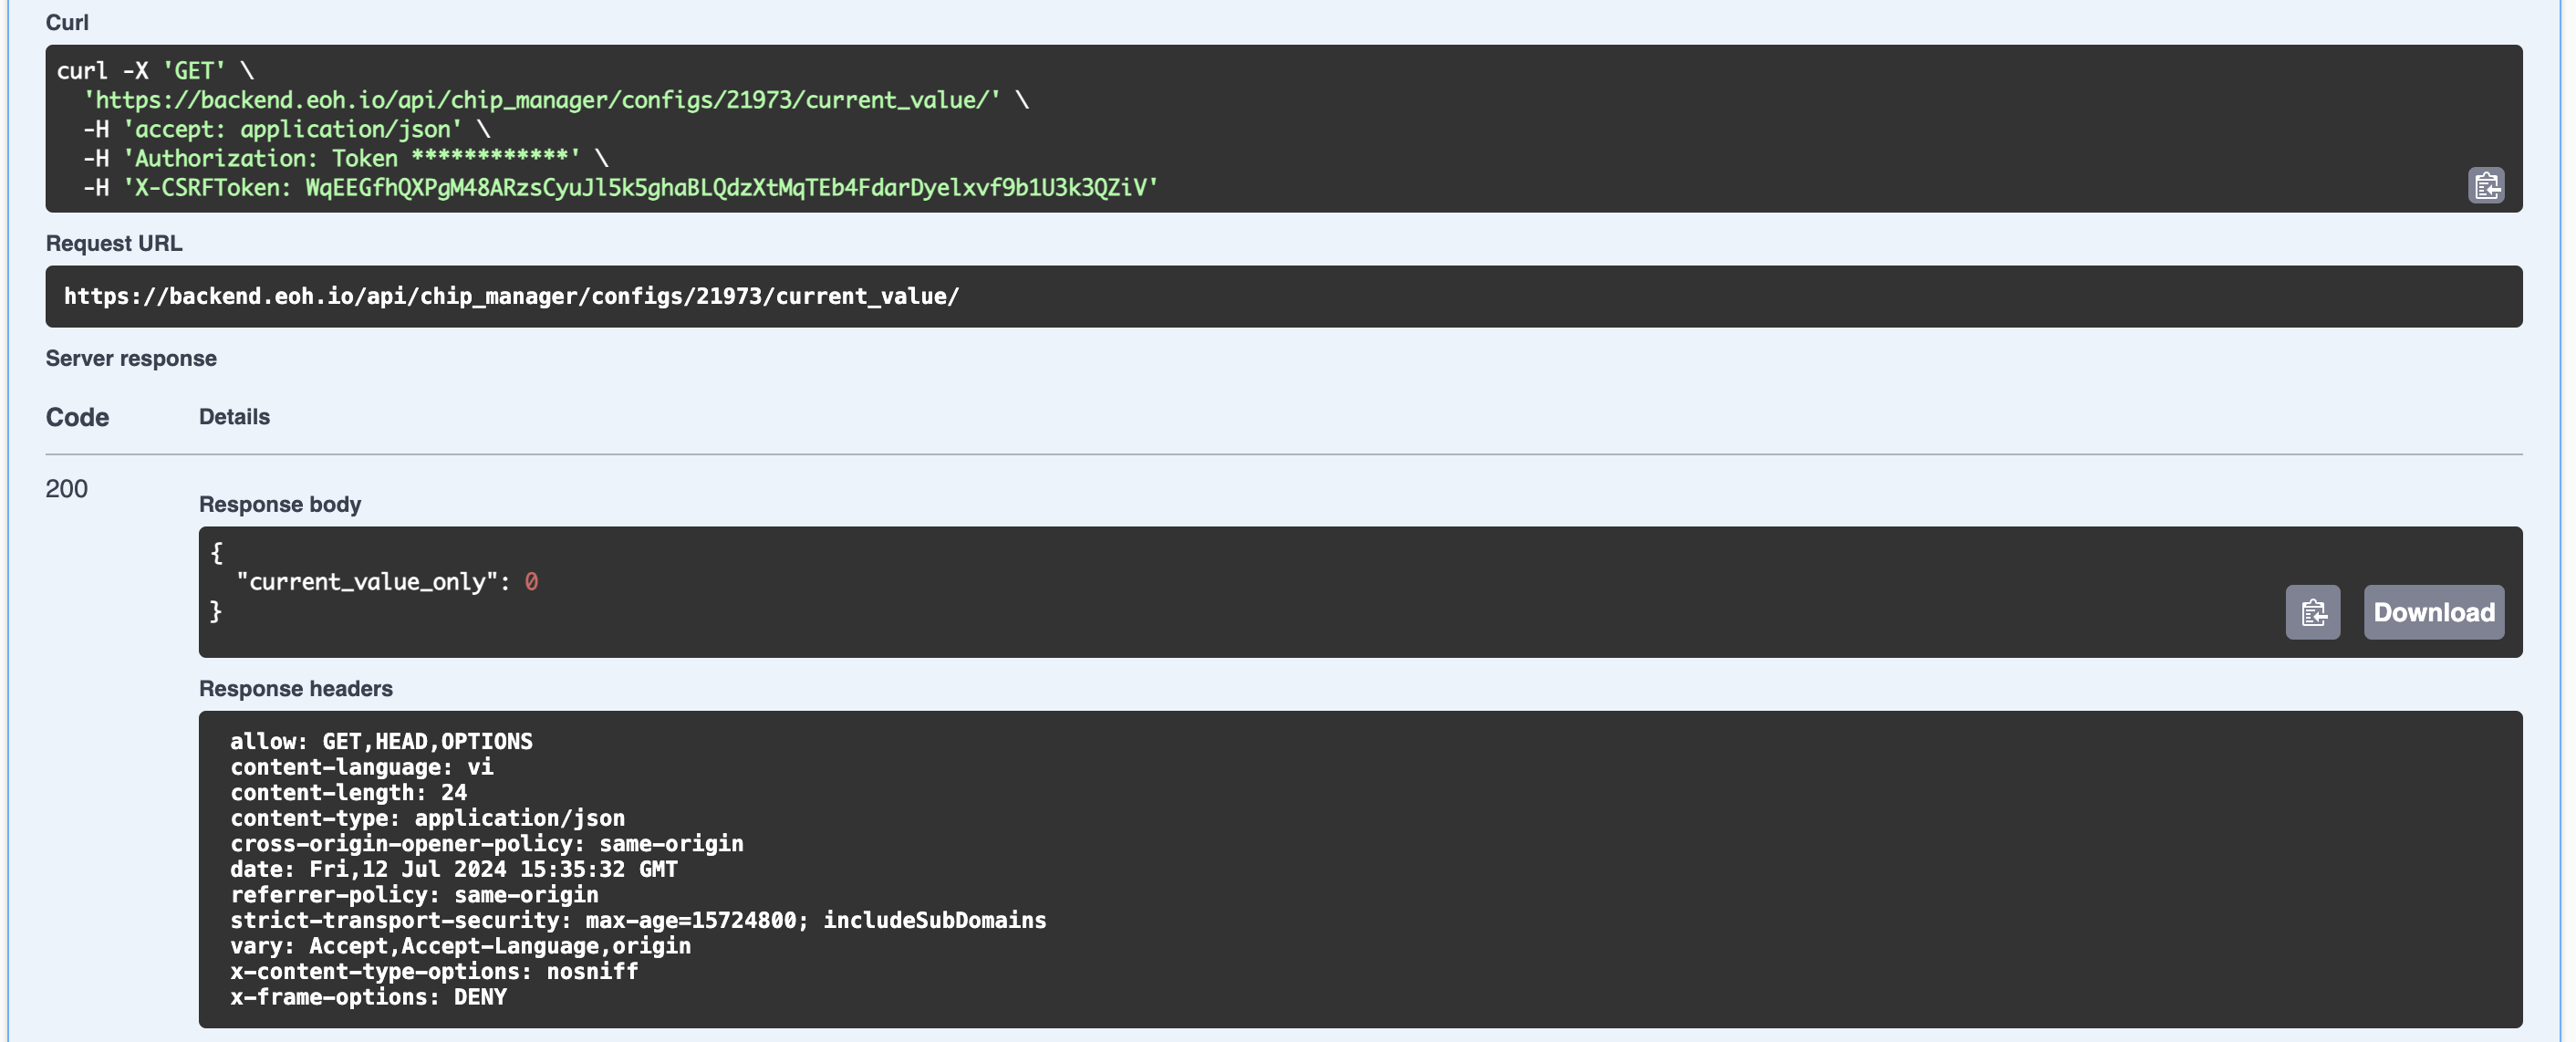 Curl
curl -X 'GET' \
'https://backend.eoh.io/api/chip_manager/configs/21973/current_value/' \
-H 'accept: application/json' \
-H 'Authorization: Token ************' \
-H 'X-CSRFToken: WqEEGfhQXPgM48ARzsCyuJl5k5ghaBLQdzXtMqTEb4FdarDyelxvf9b1U3k3QZiV'
Request URL
https://backend.eoh.io/api/chip_manager/configs/21973/current_value/
Server response
Code Details
200
Response body
{
"current_value_only": 0
}
Download
Response headers
allow: GET,HEAD,OPTIONS
content-language: vi
content-length: 24
content-type: application/json
cross-origin-opener-policy: same-origin
date: Fri,12 Jul 2024 15:35:32 GMT
referrer-policy: same-origin
strict-transport-security: max-age=15724800; includeSubDomains
vary: Accept,Accept-Language,origin
x-content-type-options: nosniff
x-frame-options: DENY